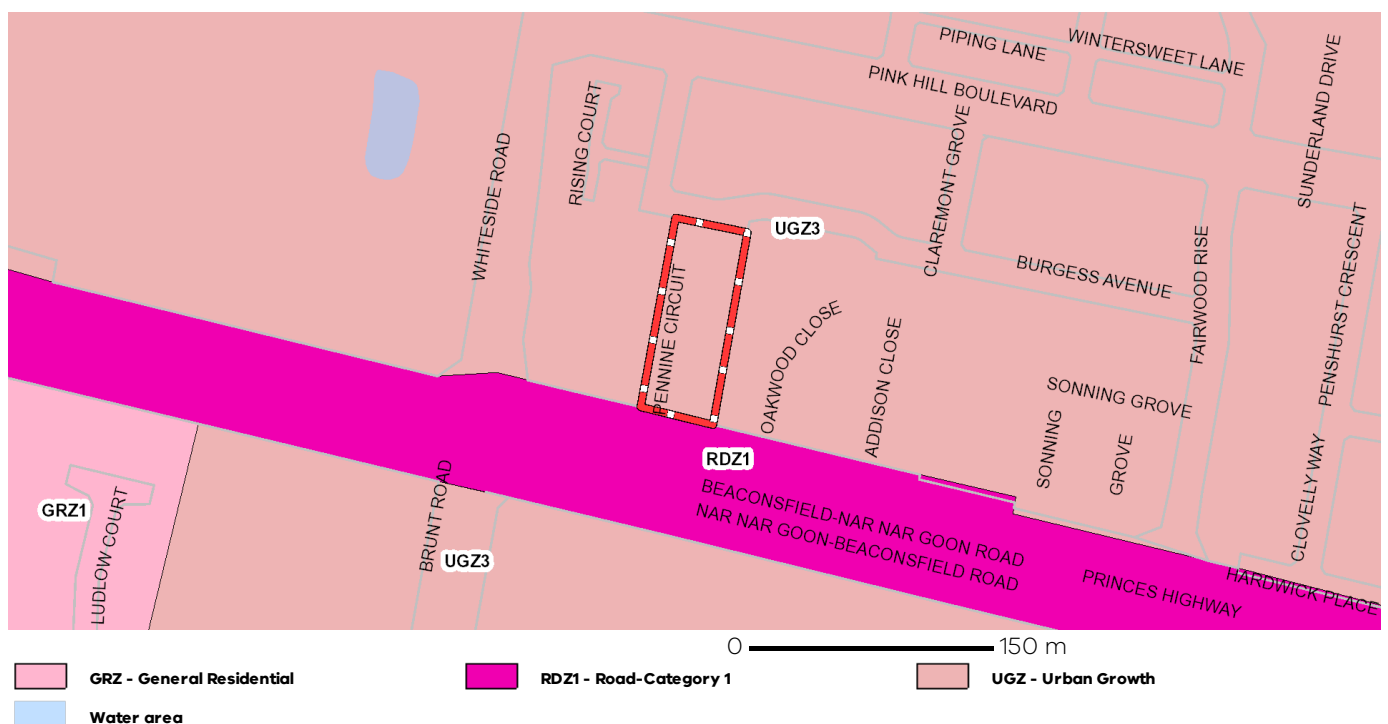 PIPING LANE
WINTERSWEET LANE
PINK HILL BOULEVARD
SUNDERLAND DRIVE
RISING COURT
WHITESIDE ROAD
CLAREMONT GROVE
UGZ3
PENSHURST CRESCENT
FAIRWOOD RISE
BURGESS AVENUE
PENNINE CIRCUIT
OAKWOOD CLOSE
ADDISON CLOSE
SONNING GROVE
SONNING
GROVE
CLOVELLY WAY
RDZ1
BEACONSFIELD-NAR NAR GOON ROAD
NAR NAR GOON-BEACONSFIELD ROAD
PRINCES HIGHWAY
HARDWICK PLACE
GRZ1
LUDLOW COURT
BRUNT ROAD
UGZ3
0 150 m
GRZ - General Residential
RDZ1 - Road-Category 1
UGZ - Urban Growth
Water area